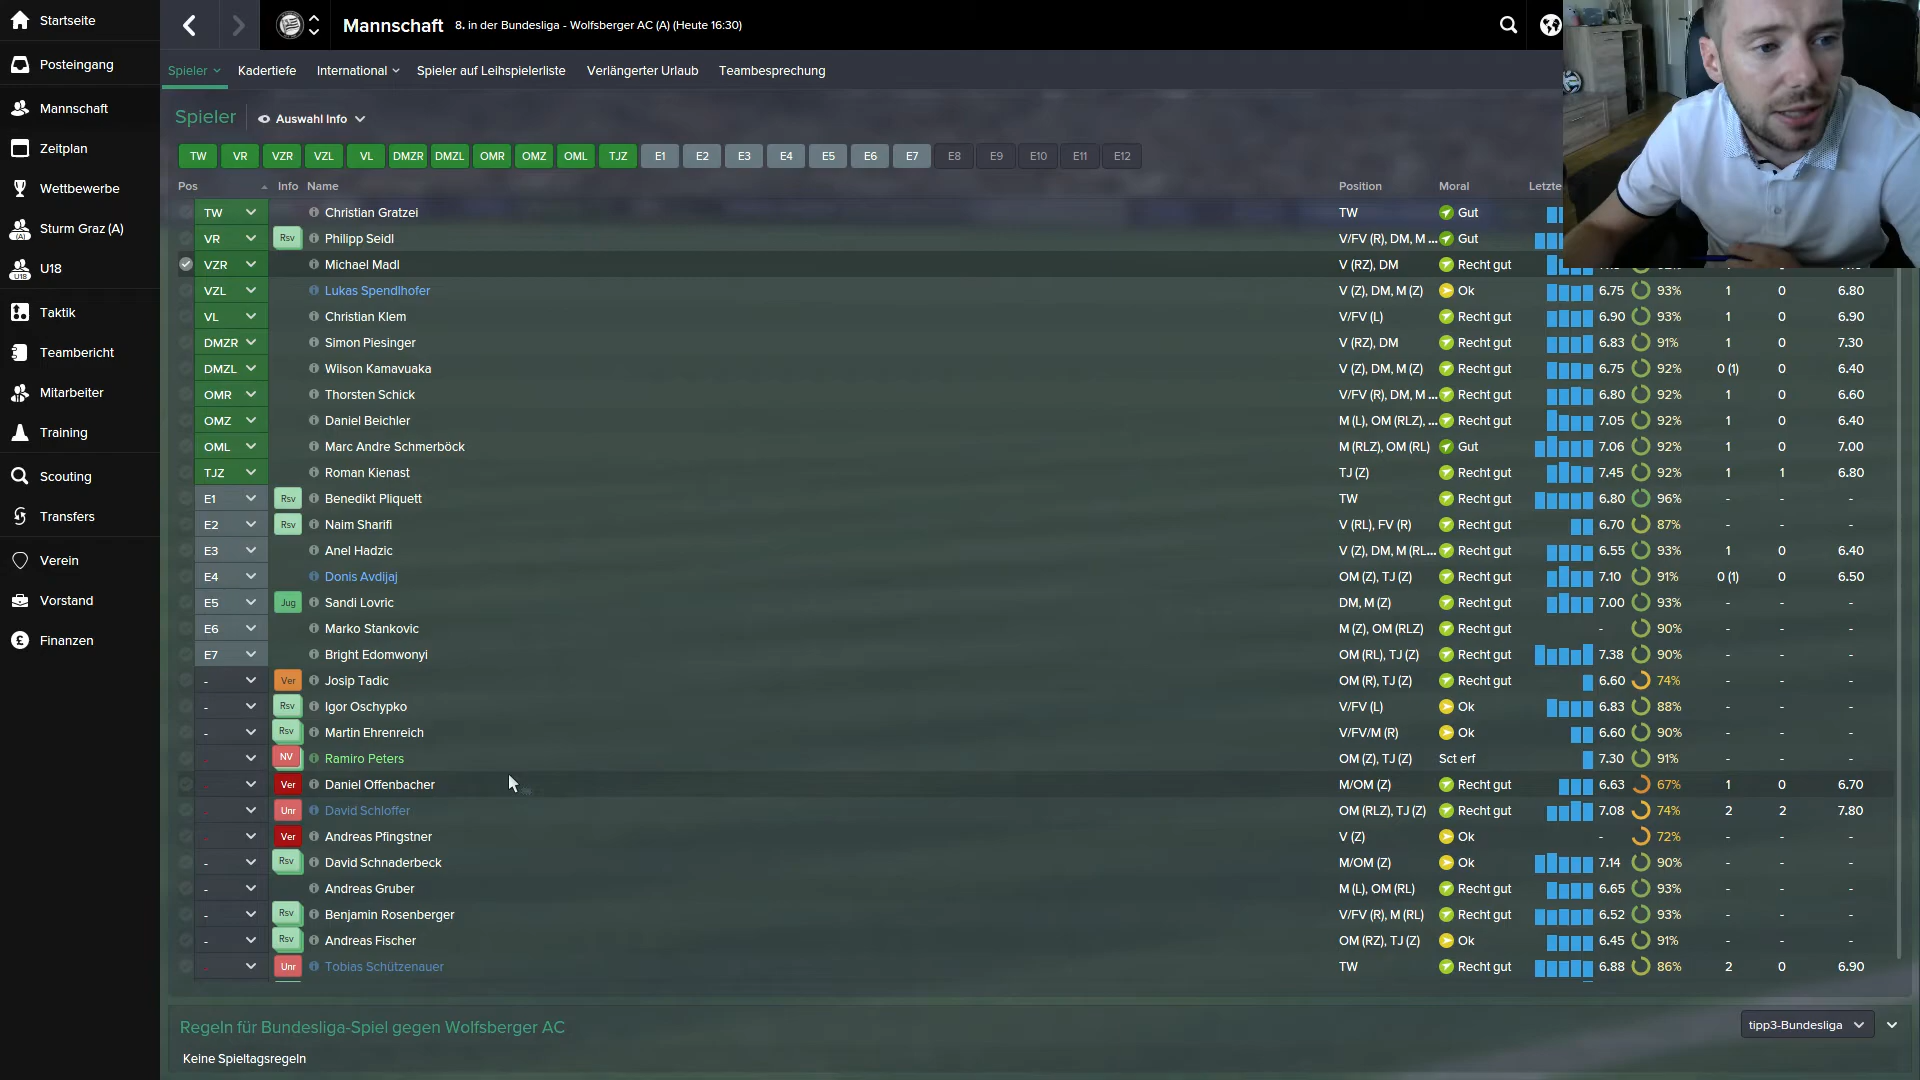 Startseite
Posteingang
Mannschaft
Zeitplan
Wettbewerbe
Sturm Graz (A)
U18
Taktik
Teambericht
Mitarbeiter
Training
Scouting
Transfers
Verein
Vorstand
Finanzen
Mannschaft 8. in der Bundesliga - Wolfsberger AC (A) (Heute 16:30)
Spieler Kadertiefe International Spieler auf Leihspielerliste Verlängerter Urlaub Teambesprechung
Spieler Auswahl Info
TW VR VZR VZL VL DMZR DMZL OMR OMZ OML TJZ E1 E2 E3 E4 E5 E6 E7 E8 E9 E10 E11 E12
Pos Info Name Position Moral Letzte
TW Christian Gratzei TW Gut
VR Rsv Philipp Seidl V/FV (R), DM, M ... Gut
VZR Michael Madl V (RZ), DM Recht gut
VZL Lukas Spendlhofer V (Z), DM, M (Z) Ok 6.75 93% 1 0 6.80
VL Christian Klem V/FV (L) Recht gut 6.90 93% 1 0 6.90
DMZR Simon Piesinger V (RZ), DM Recht gut 6.83 91% 1 0 7.30
DMZL Wilson Kamavuaka V (Z), DM, M (Z) Recht gut 6.75 92% 0 (1) 0 6.40
OMR Thorsten Schick V/FV (R), DM, M ... Recht gut 6.80 92% 1 0 6.60
OMZ Daniel Beichler M (L), OM (RLZ), ... Recht gut 7.05 92% 1 0 6.40
OML Marc Andre Schmerböck M (RLZ), OM (RL) Gut 7.06 92% 1 0 7.00
TJZ Roman Kienast TJ (Z) Recht gut 7.45 92% 1 1 6.80
E1 Rsv Benedikt Pliquett TW Recht gut 6.80 96% - - -
E2 Rsv Naim Sharifi V (RL), FV (R) Recht gut 6.70 87% - - -
E3 Anel Hadzic V (Z), DM, M (RL... Recht gut 6.55 93% 1 0 6.40
E4 Donis Avdijaj OM (Z), TJ (Z) Recht gut 7.10 91% 0 (1) 0 6.50
E5 Jug Sandi Lovric DM, M (Z) Recht gut 7.00 93% - - -
E6 Marko Stankovic M (Z), OM (RLZ) Recht gut - 90% - - -
E7 Bright Edomwonyi OM (RL), TJ (Z) Recht gut 7.38 90% - - -
- Ver Josip Tadic OM (R), TJ (Z) Recht gut 6.60 74% - - -
- Rsv Igor Oschypko V/FV (L) Ok 6.83 88% - - -
- Rsv Martin Ehrenreich V/FV/M (R) Ok 6.60 90% - - -
- NV Ramiro Peters OM (Z), TJ (Z) Sct erf 7.30 91% - - -
- Ver Daniel Offenbacher M/OM (Z) Recht gut 6.63 67% 1 0 6.70
- Unr David Schloffer OM (RLZ), TJ (Z) Recht gut 7.08 74% 2 2 7.80
- Ver Andreas Pfingstner V (Z) Ok - 72% - - -
- Rsv David Schnaderbeck M/OM (Z) Ok 7.14 90% - - -
- Andreas Gruber M (L), OM (RL) Recht gut 6.65 93% - - -
- Rsv Benjamin Rosenberger V/FV (R), M (RL) Recht gut 6.52 93% - - -
- Rsv Andreas Fischer OM (RZ), TJ (Z) Ok 6.45 91% - - -
- Unr Tobias Schützenauer TW Recht gut 6.88 86% 2 0 6.90
Regeln für Bundesliga-Spiel gegen Wolfsberger AC tipp3-Bundesliga
Keine Spieltagsregeln